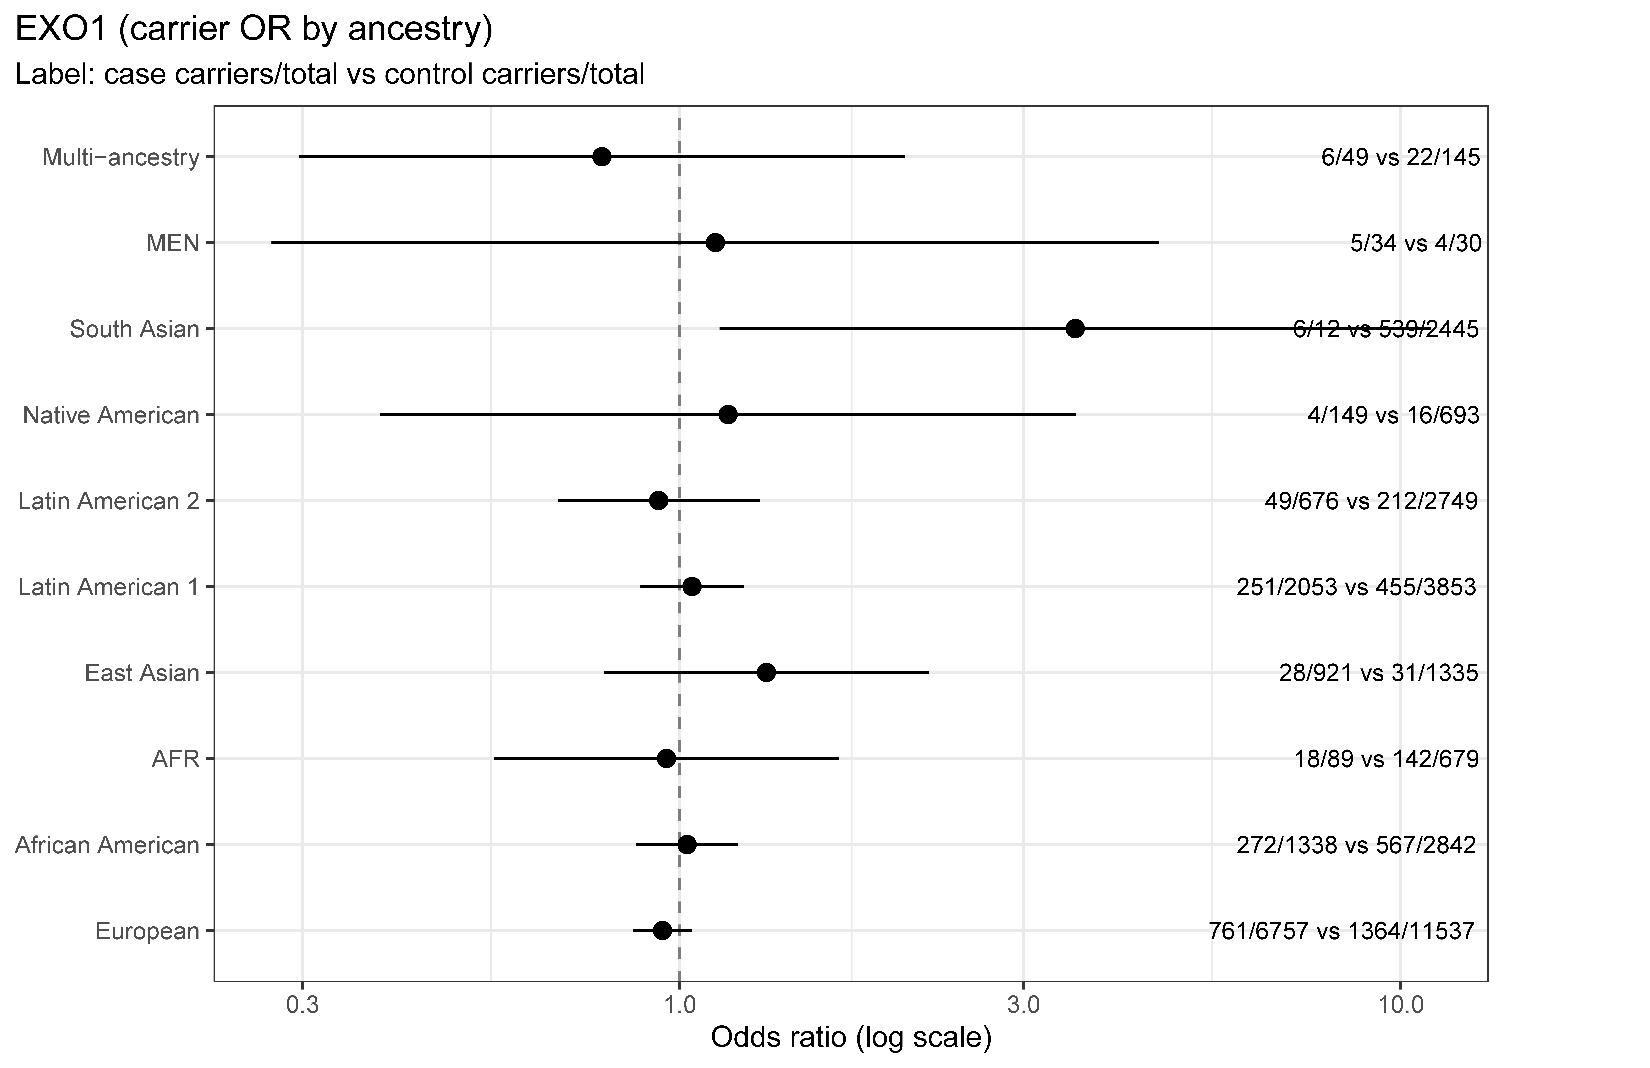 EXO1 (carrier OR by ancestry)
Label: case carriers/total vs control carriers/total
Multi−ancestry 6/49 vs 22/145
MEN 5/34 vs 4/30
South Asian 6/12 vs 539/2445
Native American 4/149 vs 16/693
Latin American 2 49/676 vs 212/2749
Latin American 1 251/2053 vs 455/3853
East Asian 28/921 vs 31/1335
AFR 18/89 vs 142/679
African American 272/1338 vs 567/2842
European 761/6757 vs 1364/11537
0.3 1.0 3.0 10.0
Odds ratio (log scale)